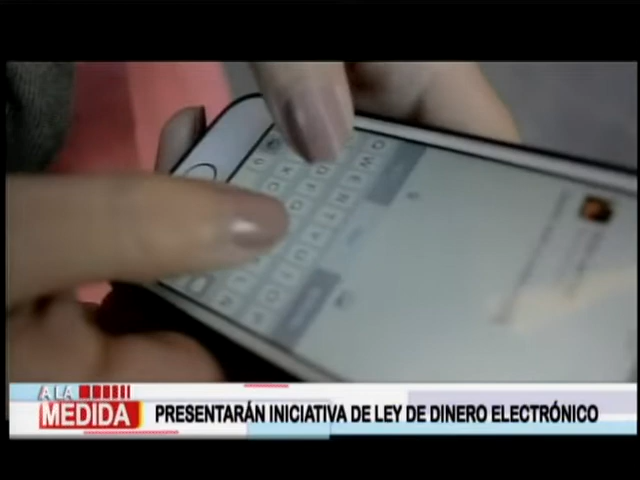 A LA
MEDIDA
PRESENTARÁN INICIATIVA DE LEY DE DINERO ELECTRÓNICO